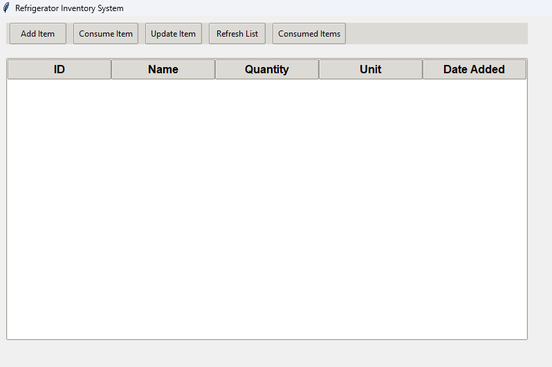 Refrigerator Inventory System
Add Item Consume Item Update Item Refresh List Consumed Items
ID Name Quantity Unit Date Added